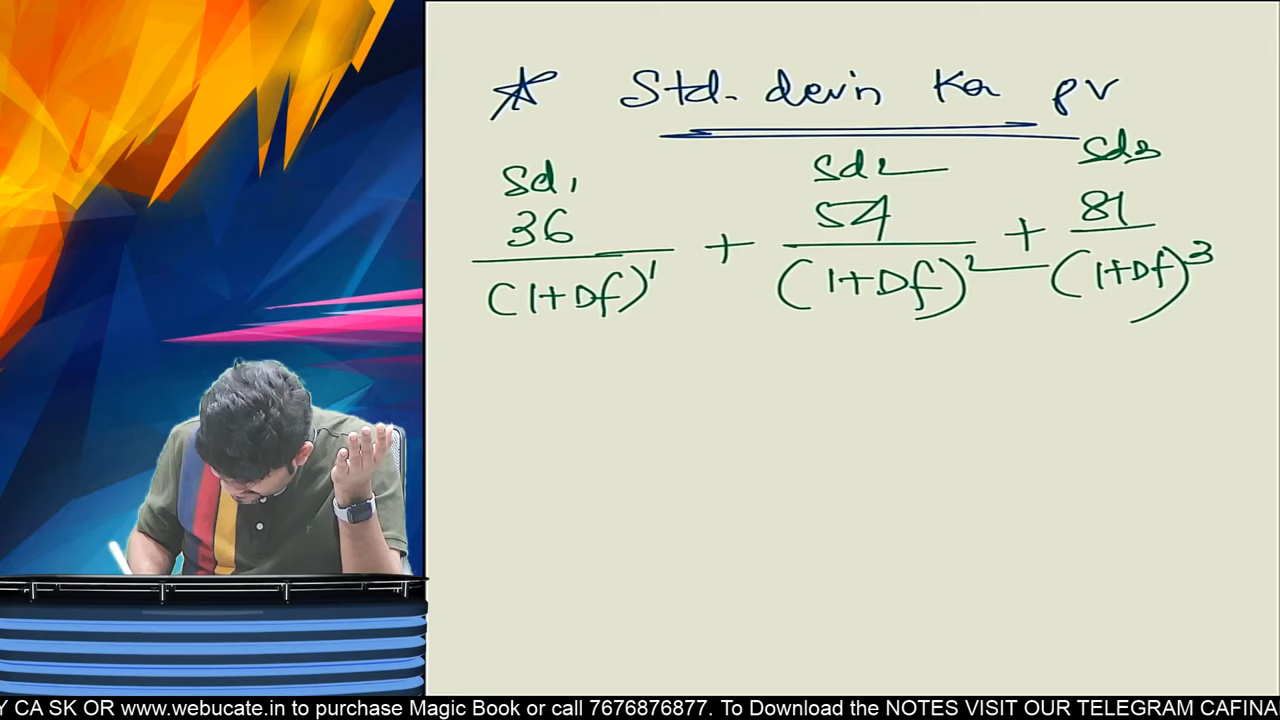 ☆ Std. devi'n ka PV
Sd1 Sd2 Sd3
36 + 54 + 81
(1+Df)^1 (1+Df)^2 (1+Df)^3
Y CA SK OR www.webucate.in to purchase Magic Book or call 7676876877. To Download the NOTES VISIT OUR TELEGRAM CAFINA